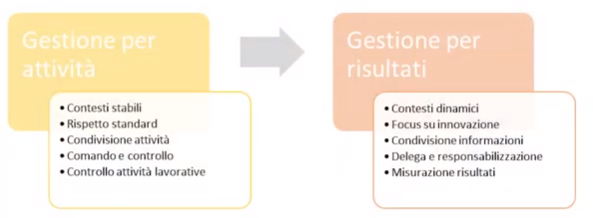 Gestione per
attività
• Contesti stabili
• Rispetto standard
• Condivisione attività
• Comando e controllo
• Controllo attività lavorative
Gestione per
risultati
• Contesti dinamici
• Focus su innovazione
• Condivisione informazioni
• Delega e responsabilizzazione
• Misurazione risultati